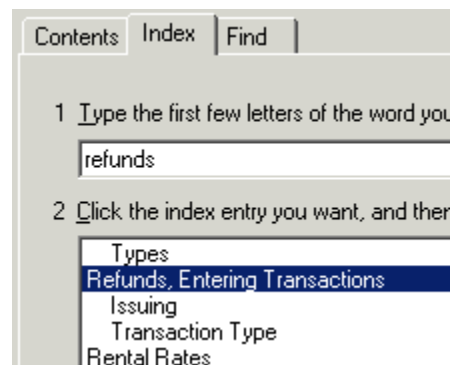 Contents Index Find
1 Type the first few letters of the word you
refunds
2 Click the index entry you want, and then
Types
Refunds, Entering Transactions
Issuing
Transaction Type
Rental Rates